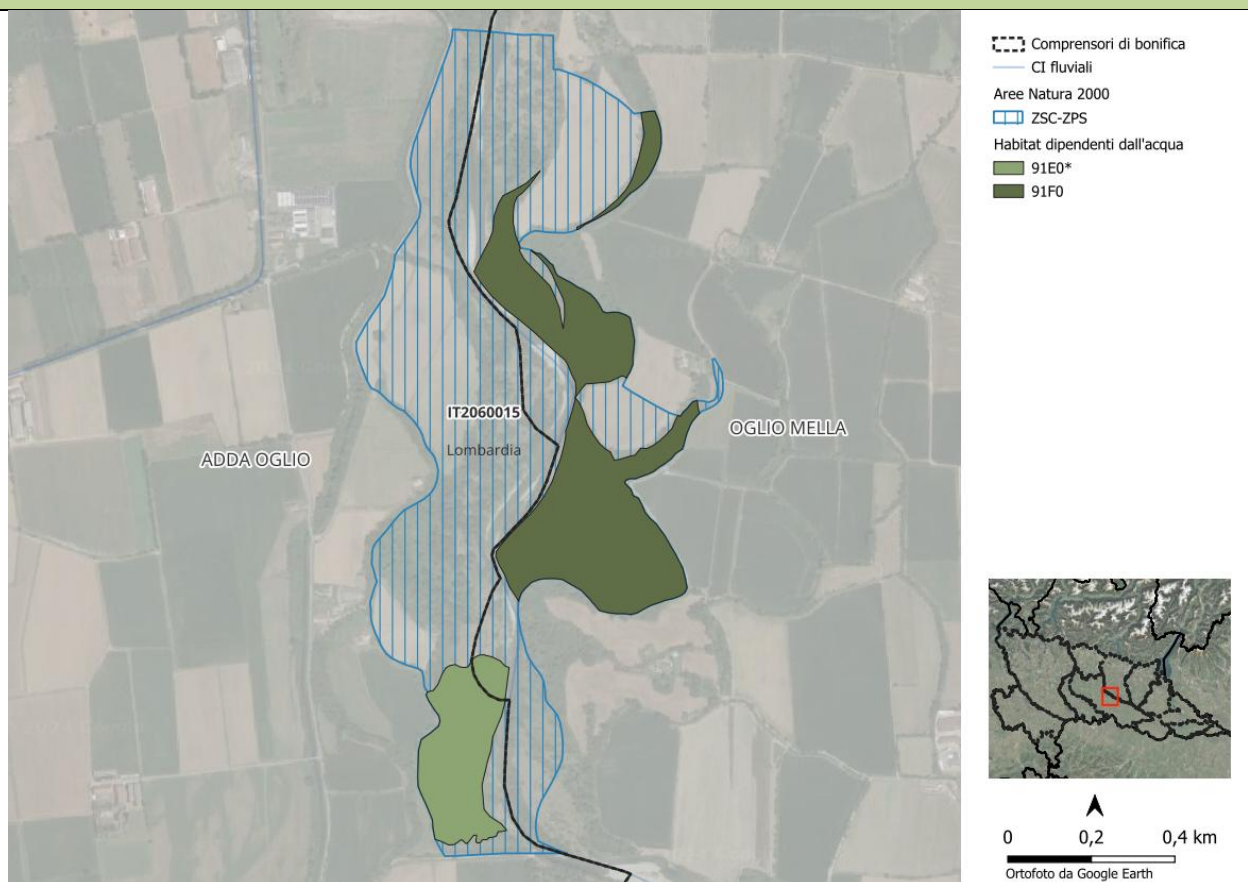 IT2060015
Lombardia
ADDA OGLIO
OGLIO MELLA
Comprensori di bonifica
CI fluviali
Aree Natura 2000
ZSC-ZPS
Habitat dipendenti dall'acqua
91E0*
91F0
0 0,2 0,4 km
Ortofoto da Google Earth